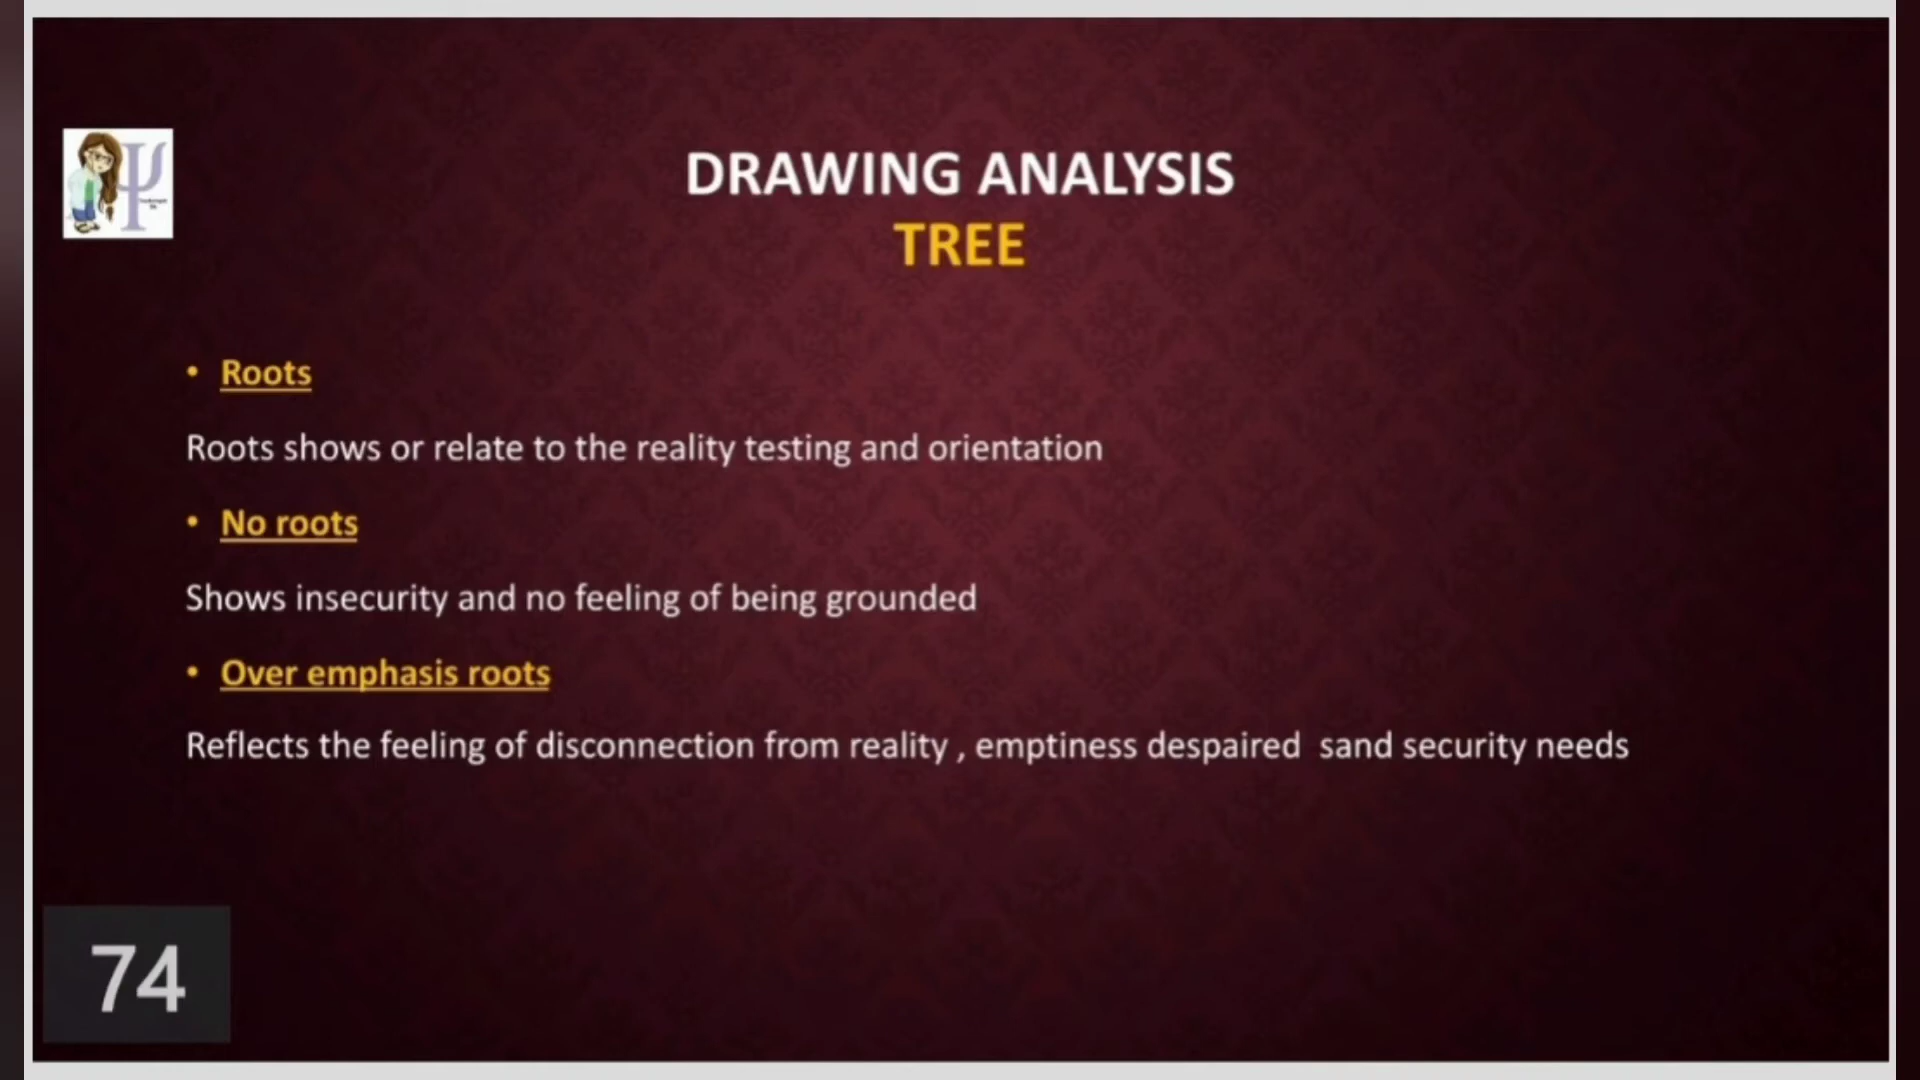 DRAWING ANALYSIS
TREE
• Roots
Roots shows or relate to the reality testing and orientation
• No roots
Shows insecurity and no feeling of being grounded
• Over emphasis roots
Reflects the feeling of disconnection from reality , emptiness despaired sand security needs
74